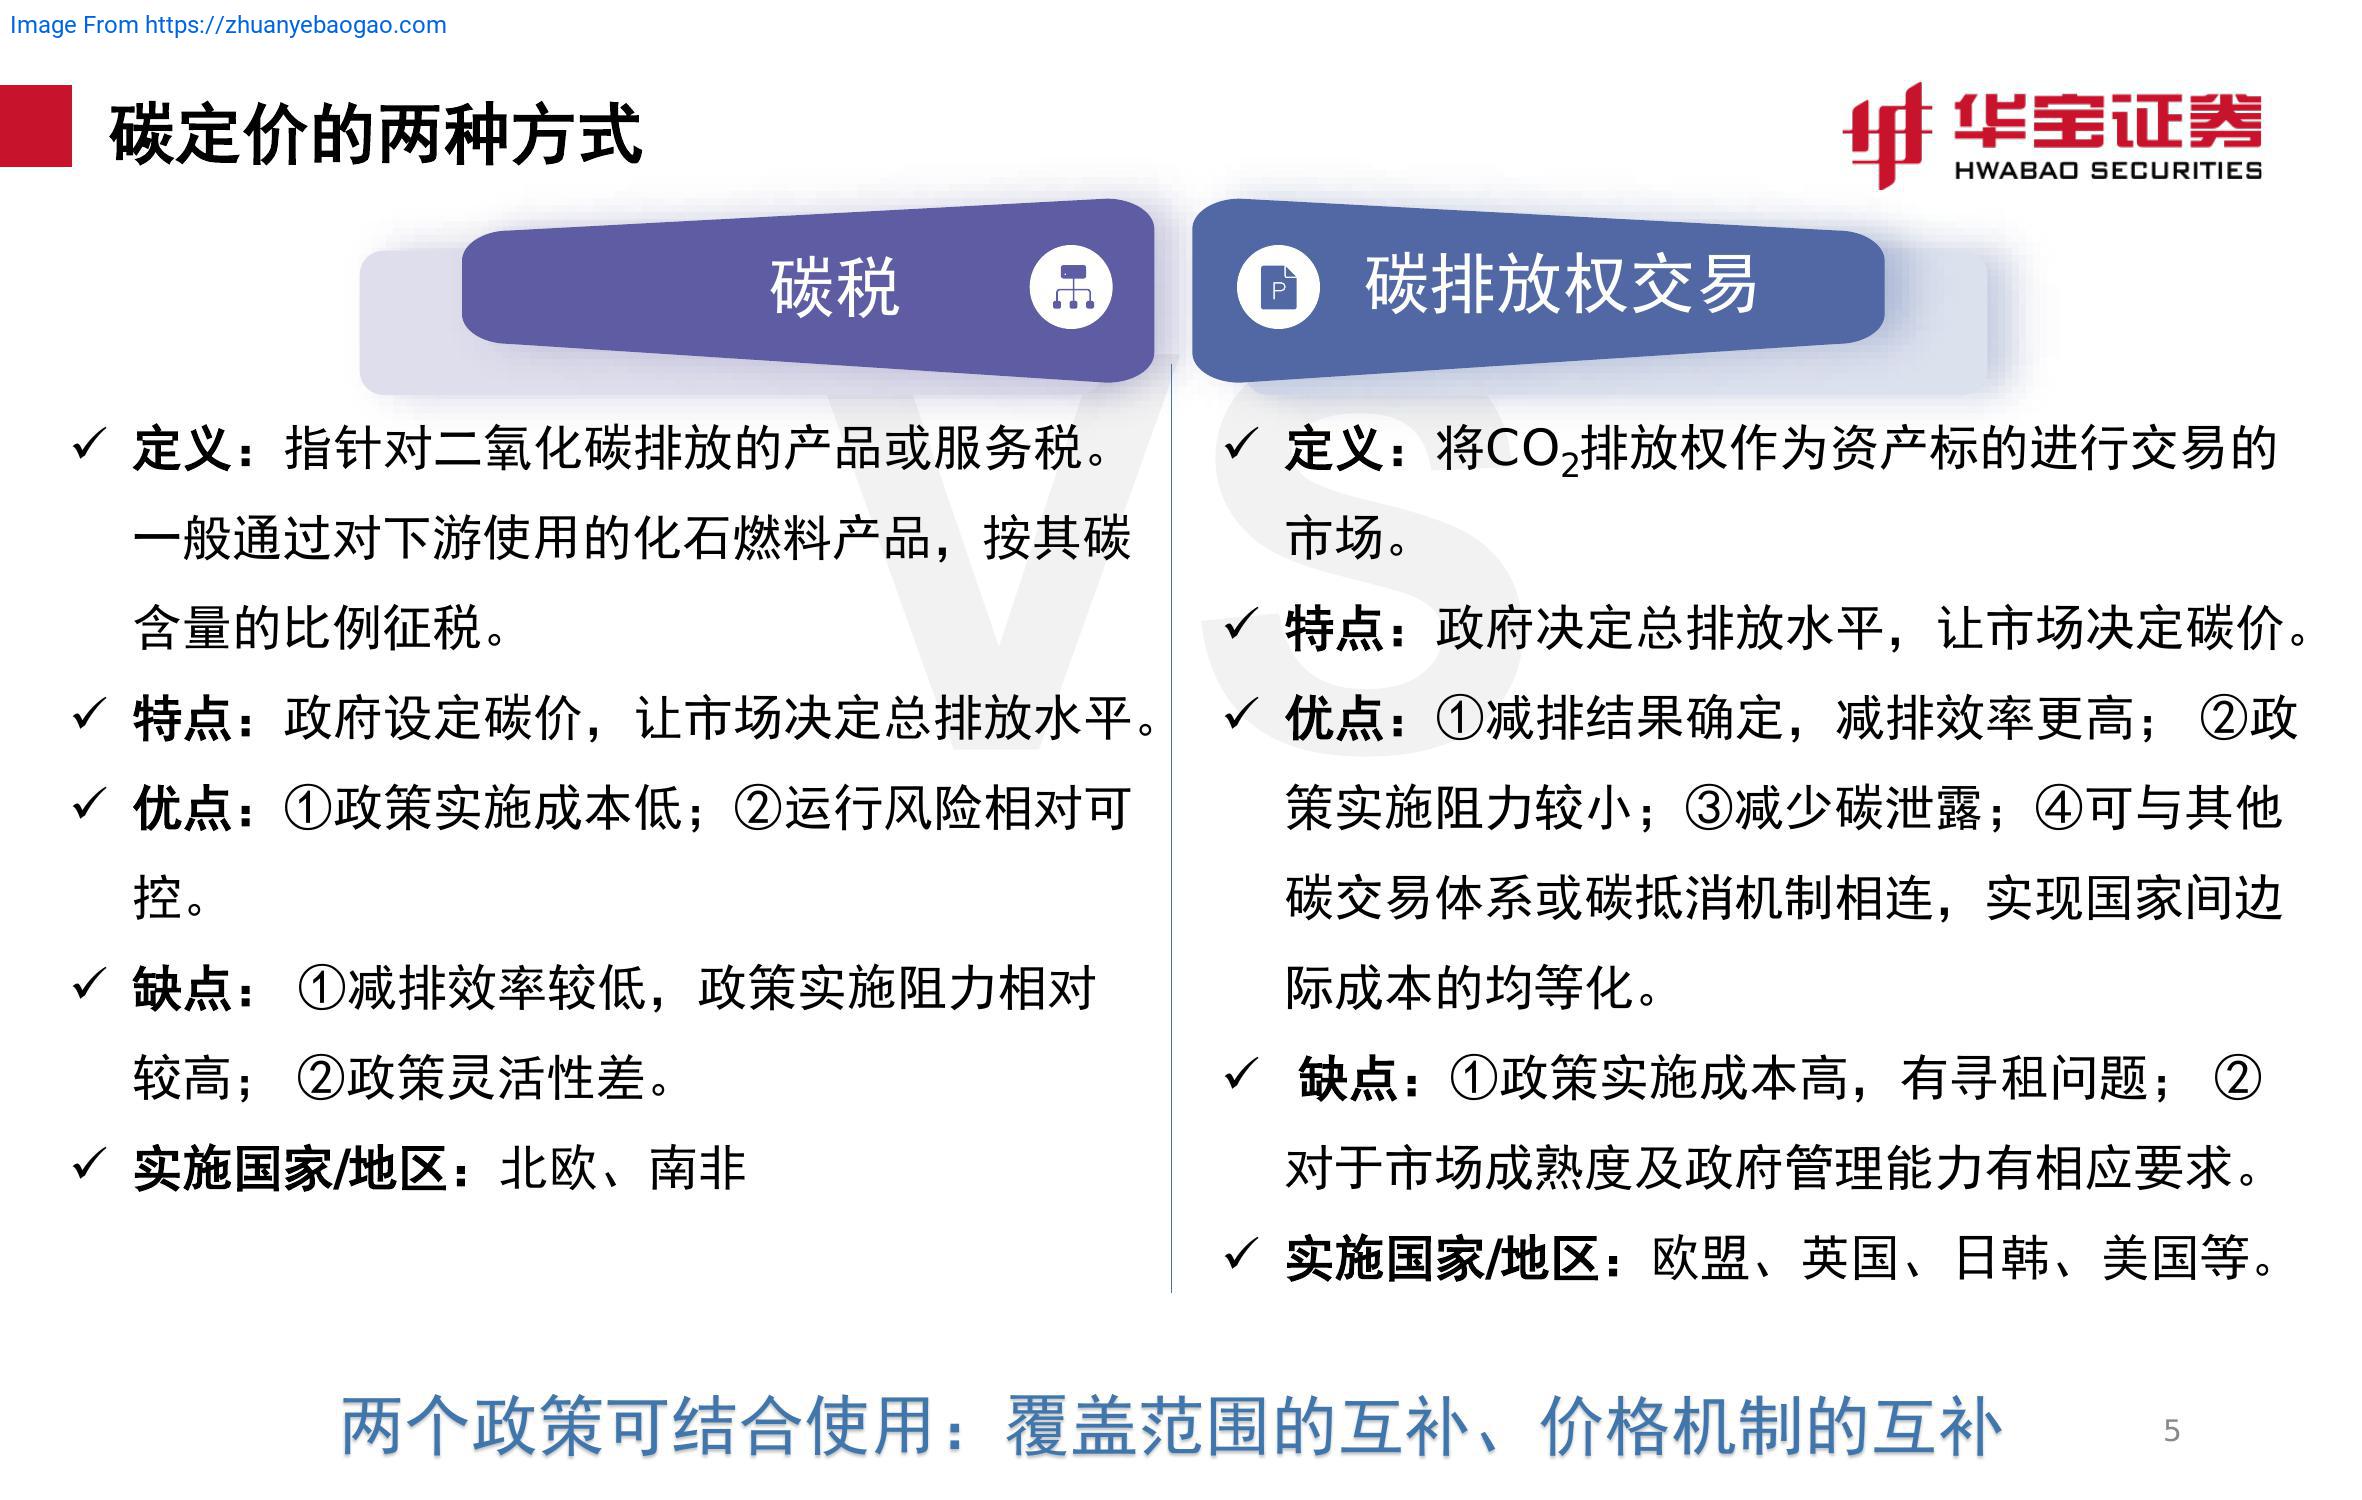 Image From https://zhuanyebaogao.com
碳定价的两种方式
华宝证券
HWABAO SECURITIES
VS
碳税
定义：指针对二氧化碳排放的产品或服务税。
一般通过对下游使用的化石燃料产品，按其碳
含量的比例征税。
特点：政府设定碳价，让市场决定总排放水平。
优点：①政策实施成本低；②运行风险相对可
控。
缺点： ①减排效率较低，政策实施阻力相对
较高； ②政策灵活性差。
实施国家/地区：北欧、南非
P
碳排放权交易
定义：将CO₂排放权作为资产标的进行交易的
市场。
特点：政府决定总排放水平，让市场决定碳价。
优点：①减排结果确定，减排效率更高； ②政
策实施阻力较小；③减少碳泄露；④可与其他
碳交易体系或碳抵消机制相连，实现国家间边
际成本的均等化。
缺点：①政策实施成本高，有寻租问题； ②
对于市场成熟度及政府管理能力有相应要求。
实施国家/地区：欧盟、英国、日韩、美国等。
两个政策可结合使用：覆盖范围的互补、价格机制的互补
5